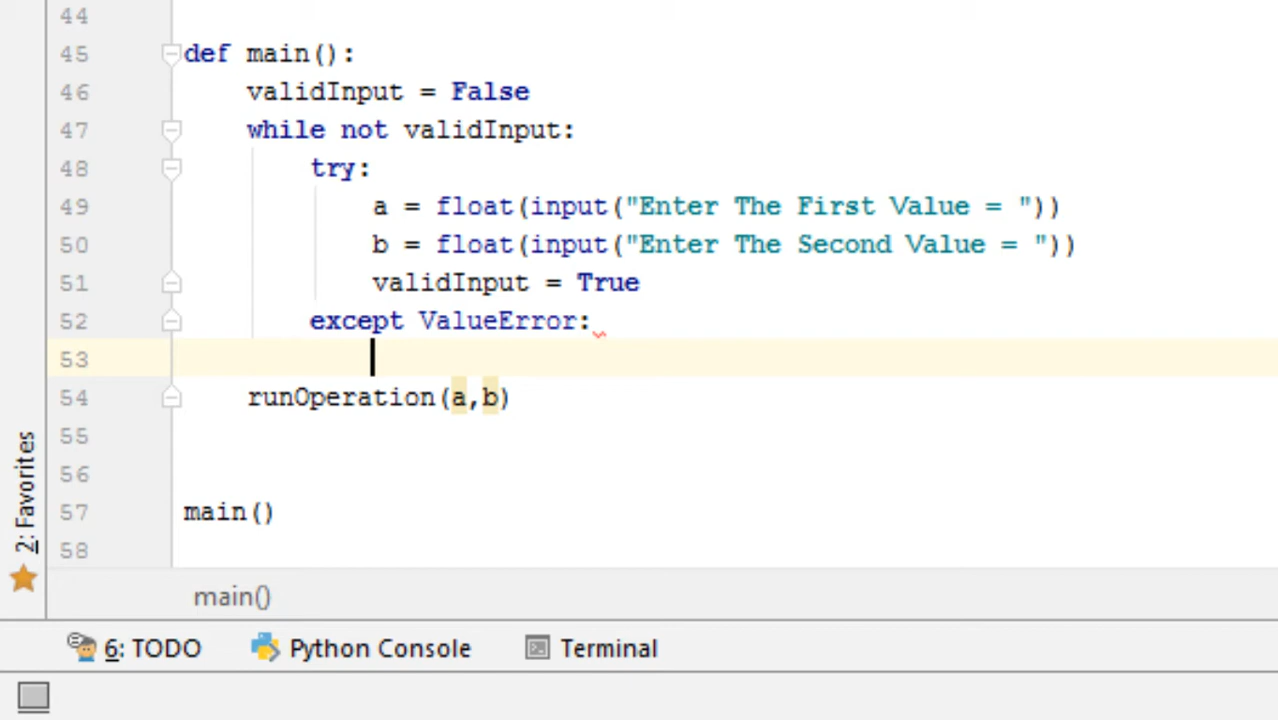 44
45 def main():
46     validInput = False
47     while not validInput:
48         try:
49             a = float(input("Enter The First Value = "))
50             b = float(input("Enter The Second Value = "))
51             validInput = True
52         except ValueError:
53
54     runOperation(a,b)
55
56
57 main()
58
2: Favorites
main()
6: TODO Python Console Terminal